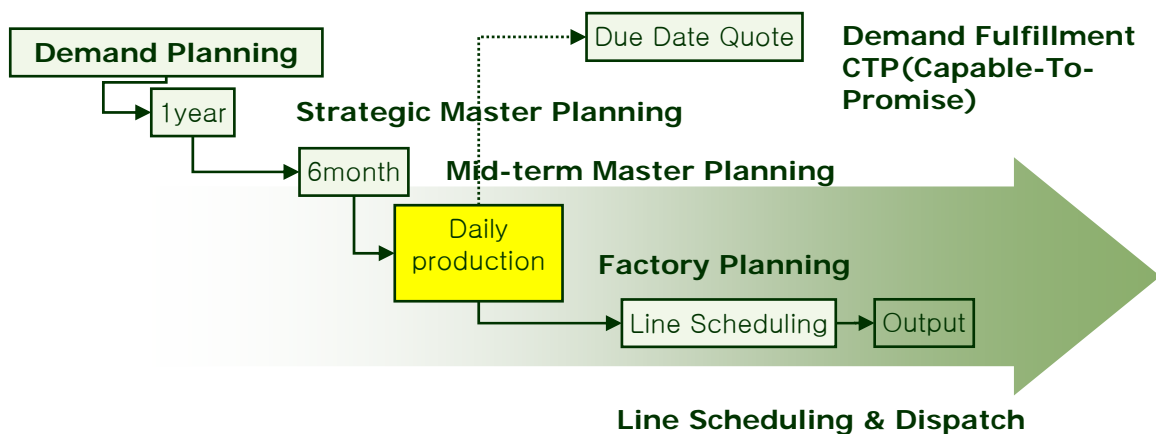 Demand Planning
Due Date Quote
Demand Fulfillment
CTP(Capable-To-
Promise)
1year
Strategic Master Planning
6month
Mid-term Master Planning
Daily
production
Factory Planning
Line Scheduling
Output
Line Scheduling & Dispatch